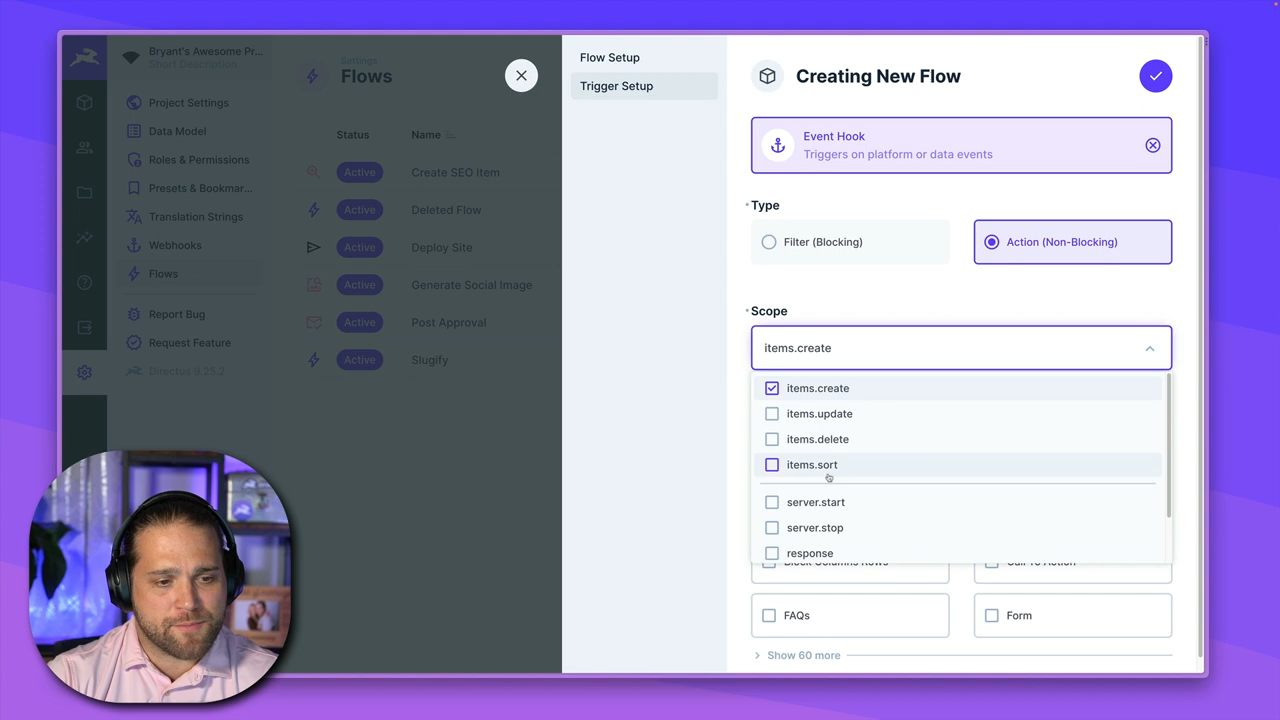 Bryant's Awesome Pr...
Short Description
Project Settings
Data Model
Roles & Permissions
Presets & Bookmar...
Translation Strings
Webhooks
Flows
Report Bug
Request Feature
Directus 9.25.2
Settings
Flows
Status Name
Active Create SEO Item
Active Deleted Flow
Active Deploy Site
Active Generate Social Image
Active Post Approval
Active Slugify
Flow Setup
Trigger Setup
Creating New Flow
Event Hook
Triggers on platform or data events
Type
Filter (Blocking) Action (Non-Blocking)
Scope
items.create
items.create
items.update
items.delete
items.sort
server.start
server.stop
response
Block Columns Rows Call To Action
FAQs Form
Show 60 more